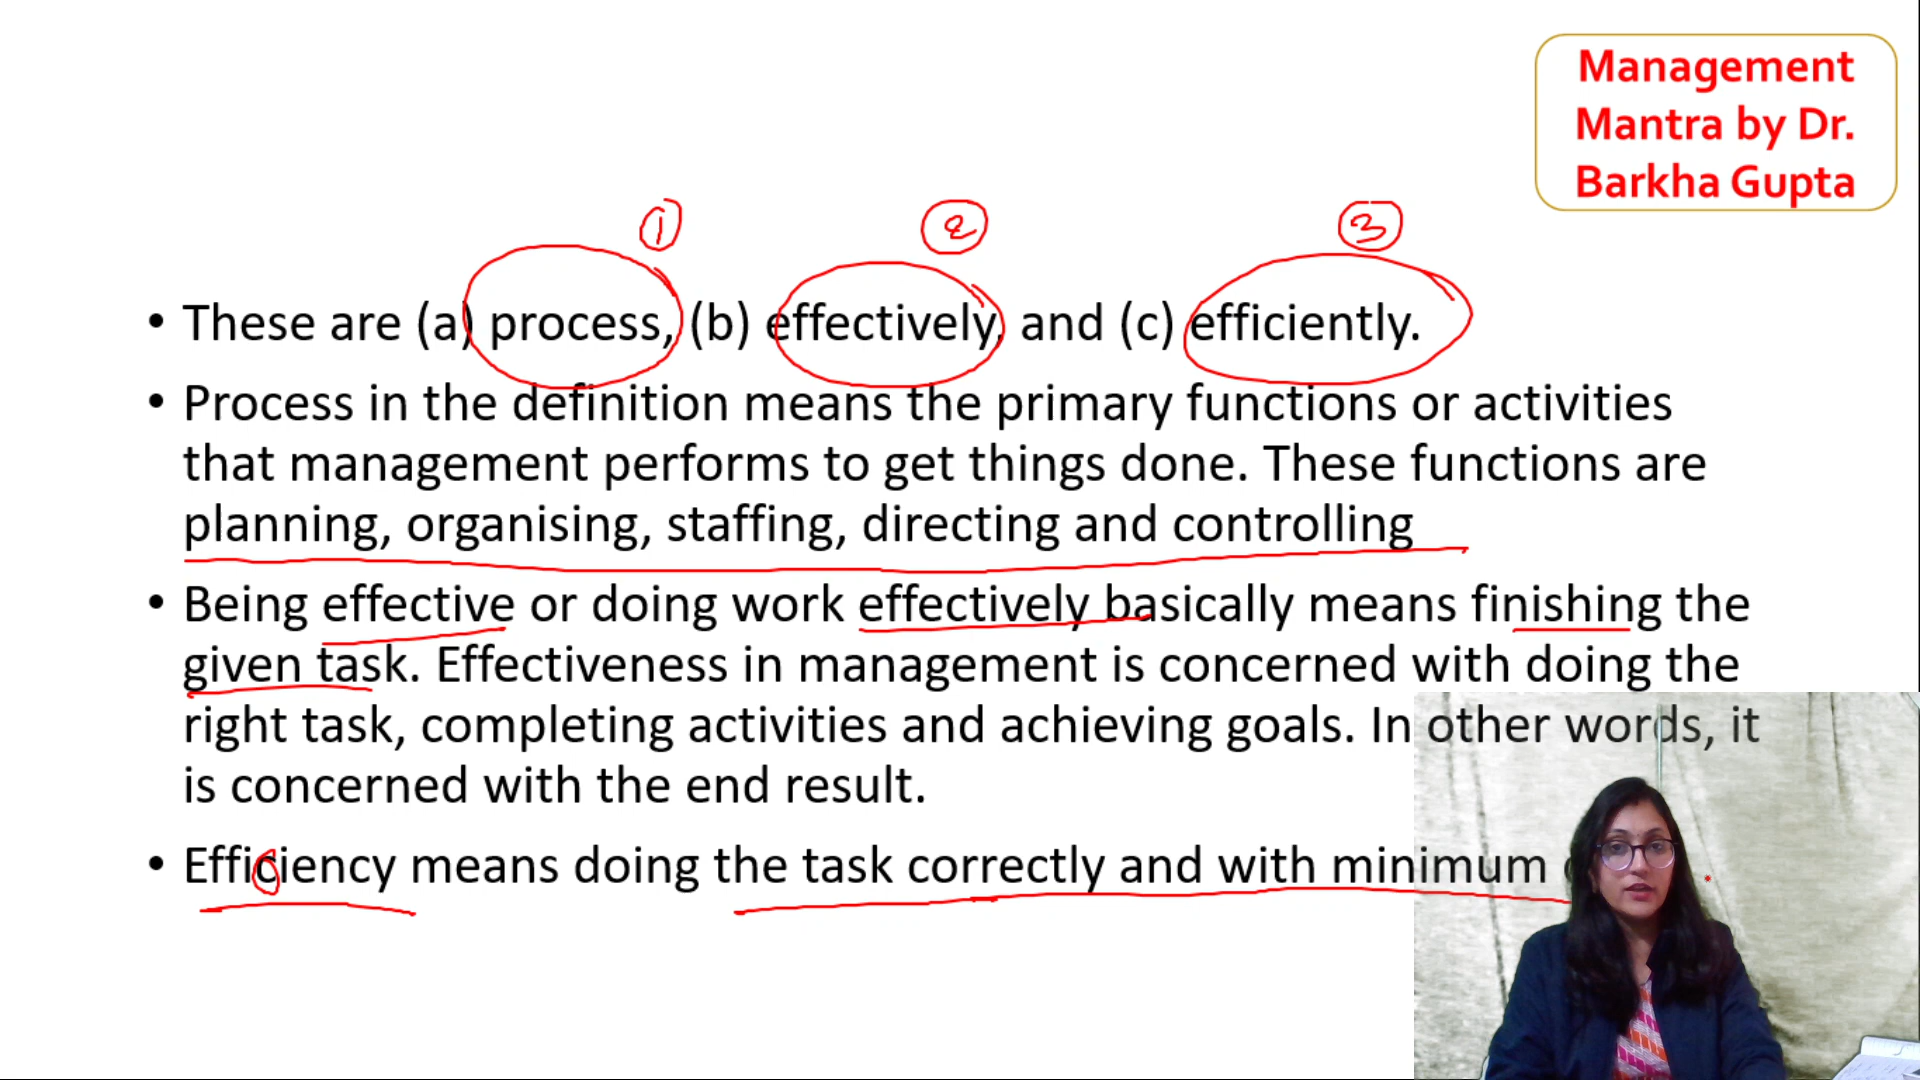 Management
Mantra by Dr.
Barkha Gupta
1 2 3
• These are (a) process, (b) effectively, and (c) efficiently.
• Process in the definition means the primary functions or activities
that management performs to get things done. These functions are
planning, organising, staffing, directing and controlling
• Being effective or doing work effectively basically means finishing the
given task. Effectiveness in management is concerned with doing the
right task, completing activities and achieving goals. In other words, it
is concerned with the end result.
• Efficiency means doing the task correctly and with minimum